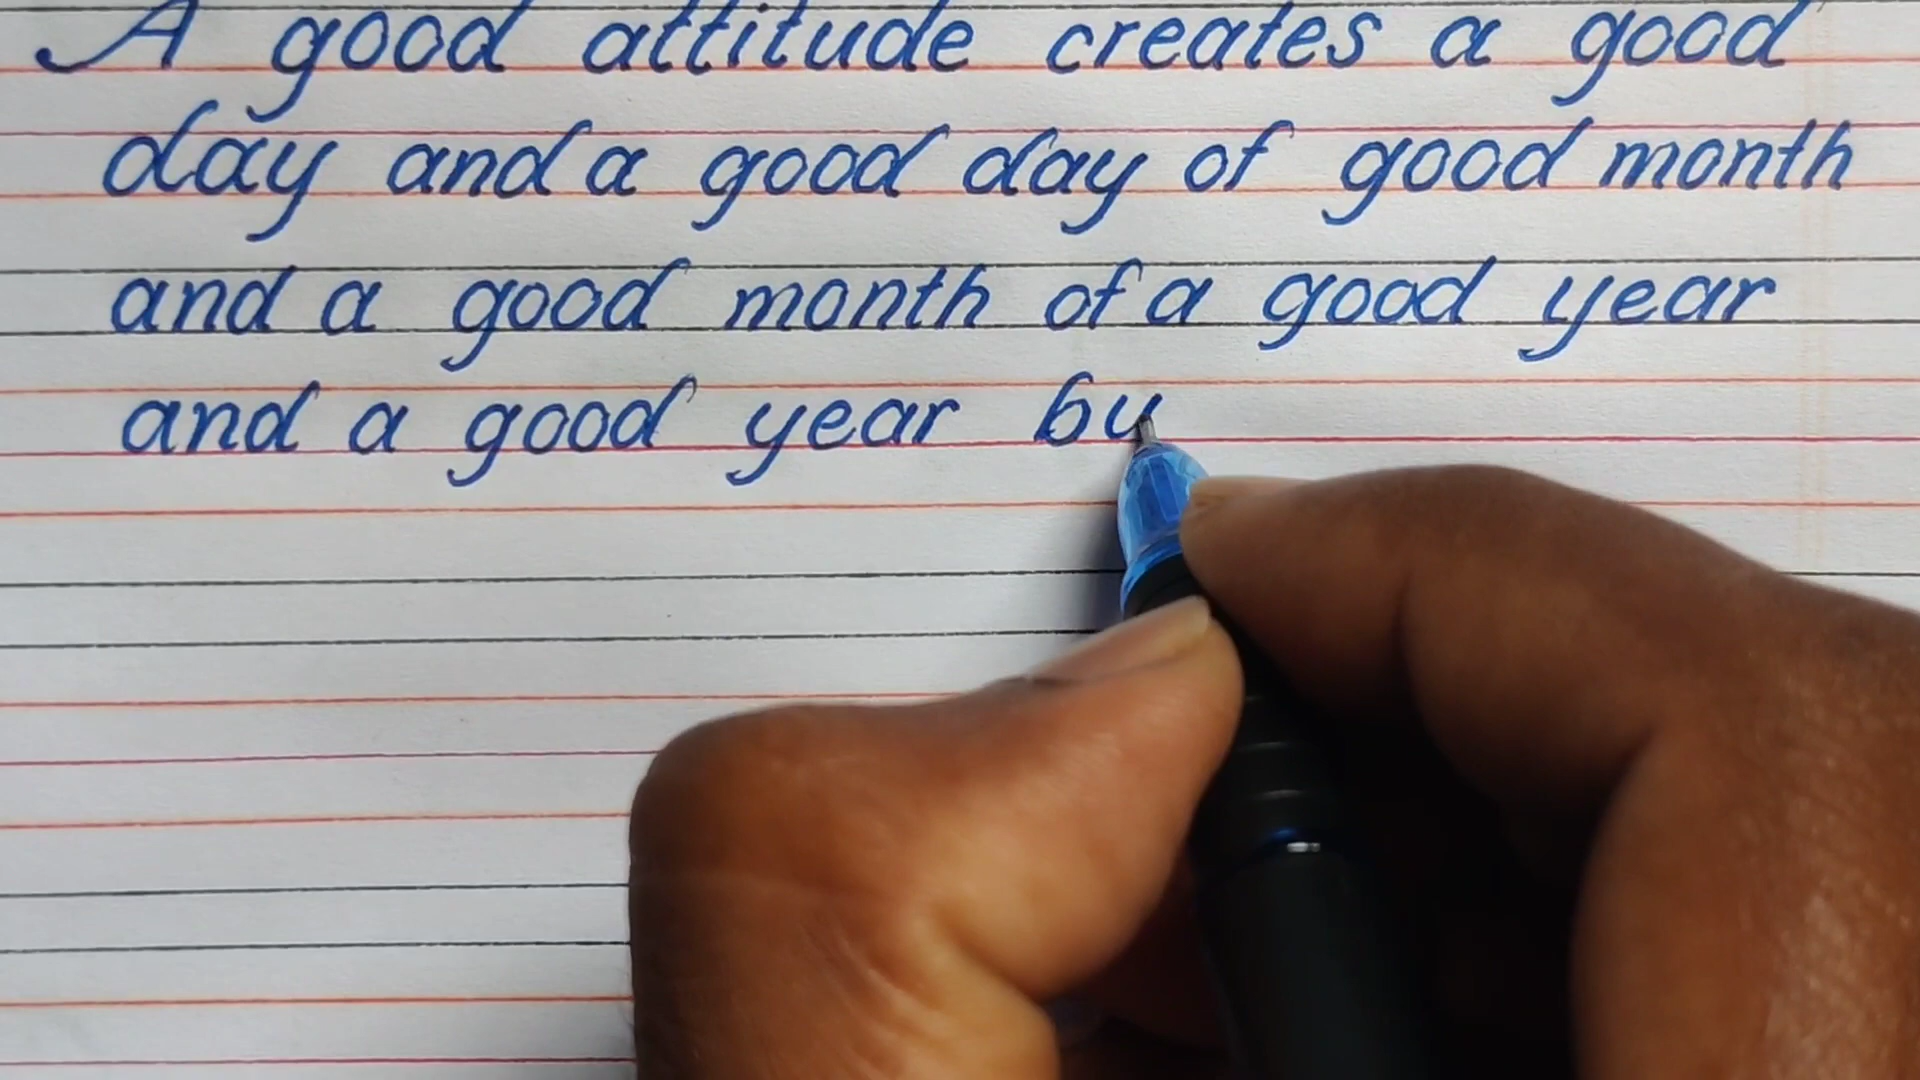 A good attitude creates a good
day and a good day of good month
and a good month of a good year
and a good year bu